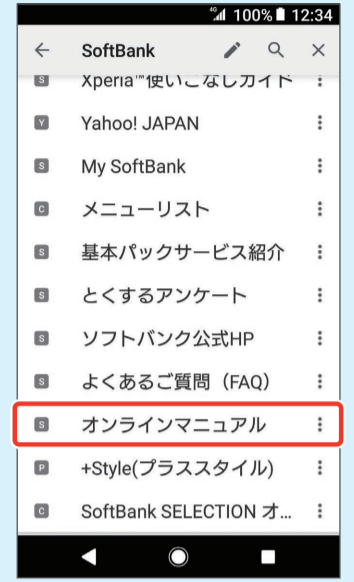 4G 100% 12:34
SoftBank
S Xperia™使いこなしガイド
Y Yahoo! JAPAN
S My SoftBank
C メニューリスト
S 基本パックサービス紹介
S とくするアンケート
S ソフトバンク公式HP
S よくあるご質問（FAQ）
S オンラインマニュアル
P +Style(プラススタイル)
C SoftBank SELECTION オ...